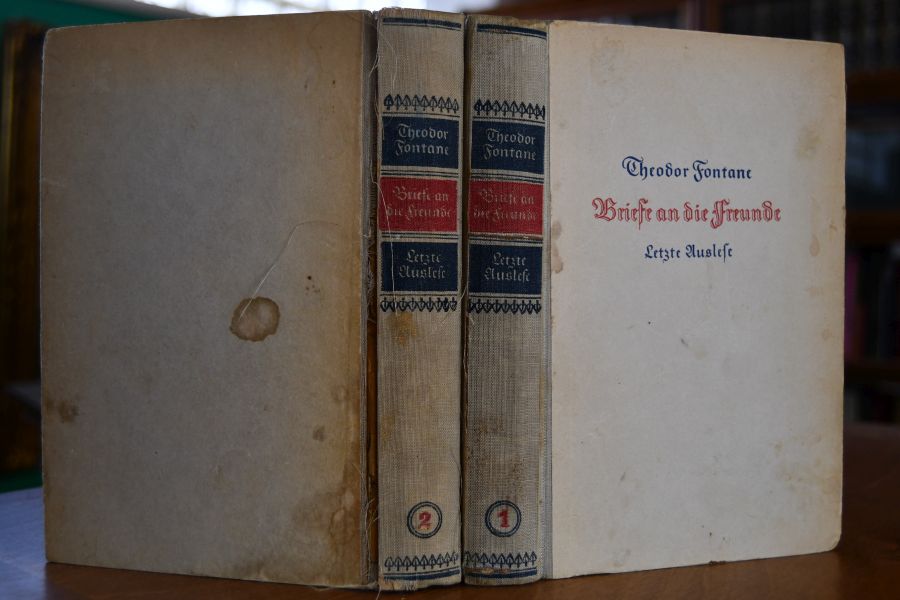 Theodor
Fontane
Briefe an
die Freunde
Letzte
Auslese
2
Theodor
Fontane
Briefe an
die Freunde
Letzte
Auslese
1
Theodor Fontane
Briefe an die Freunde
Letzte Auslese